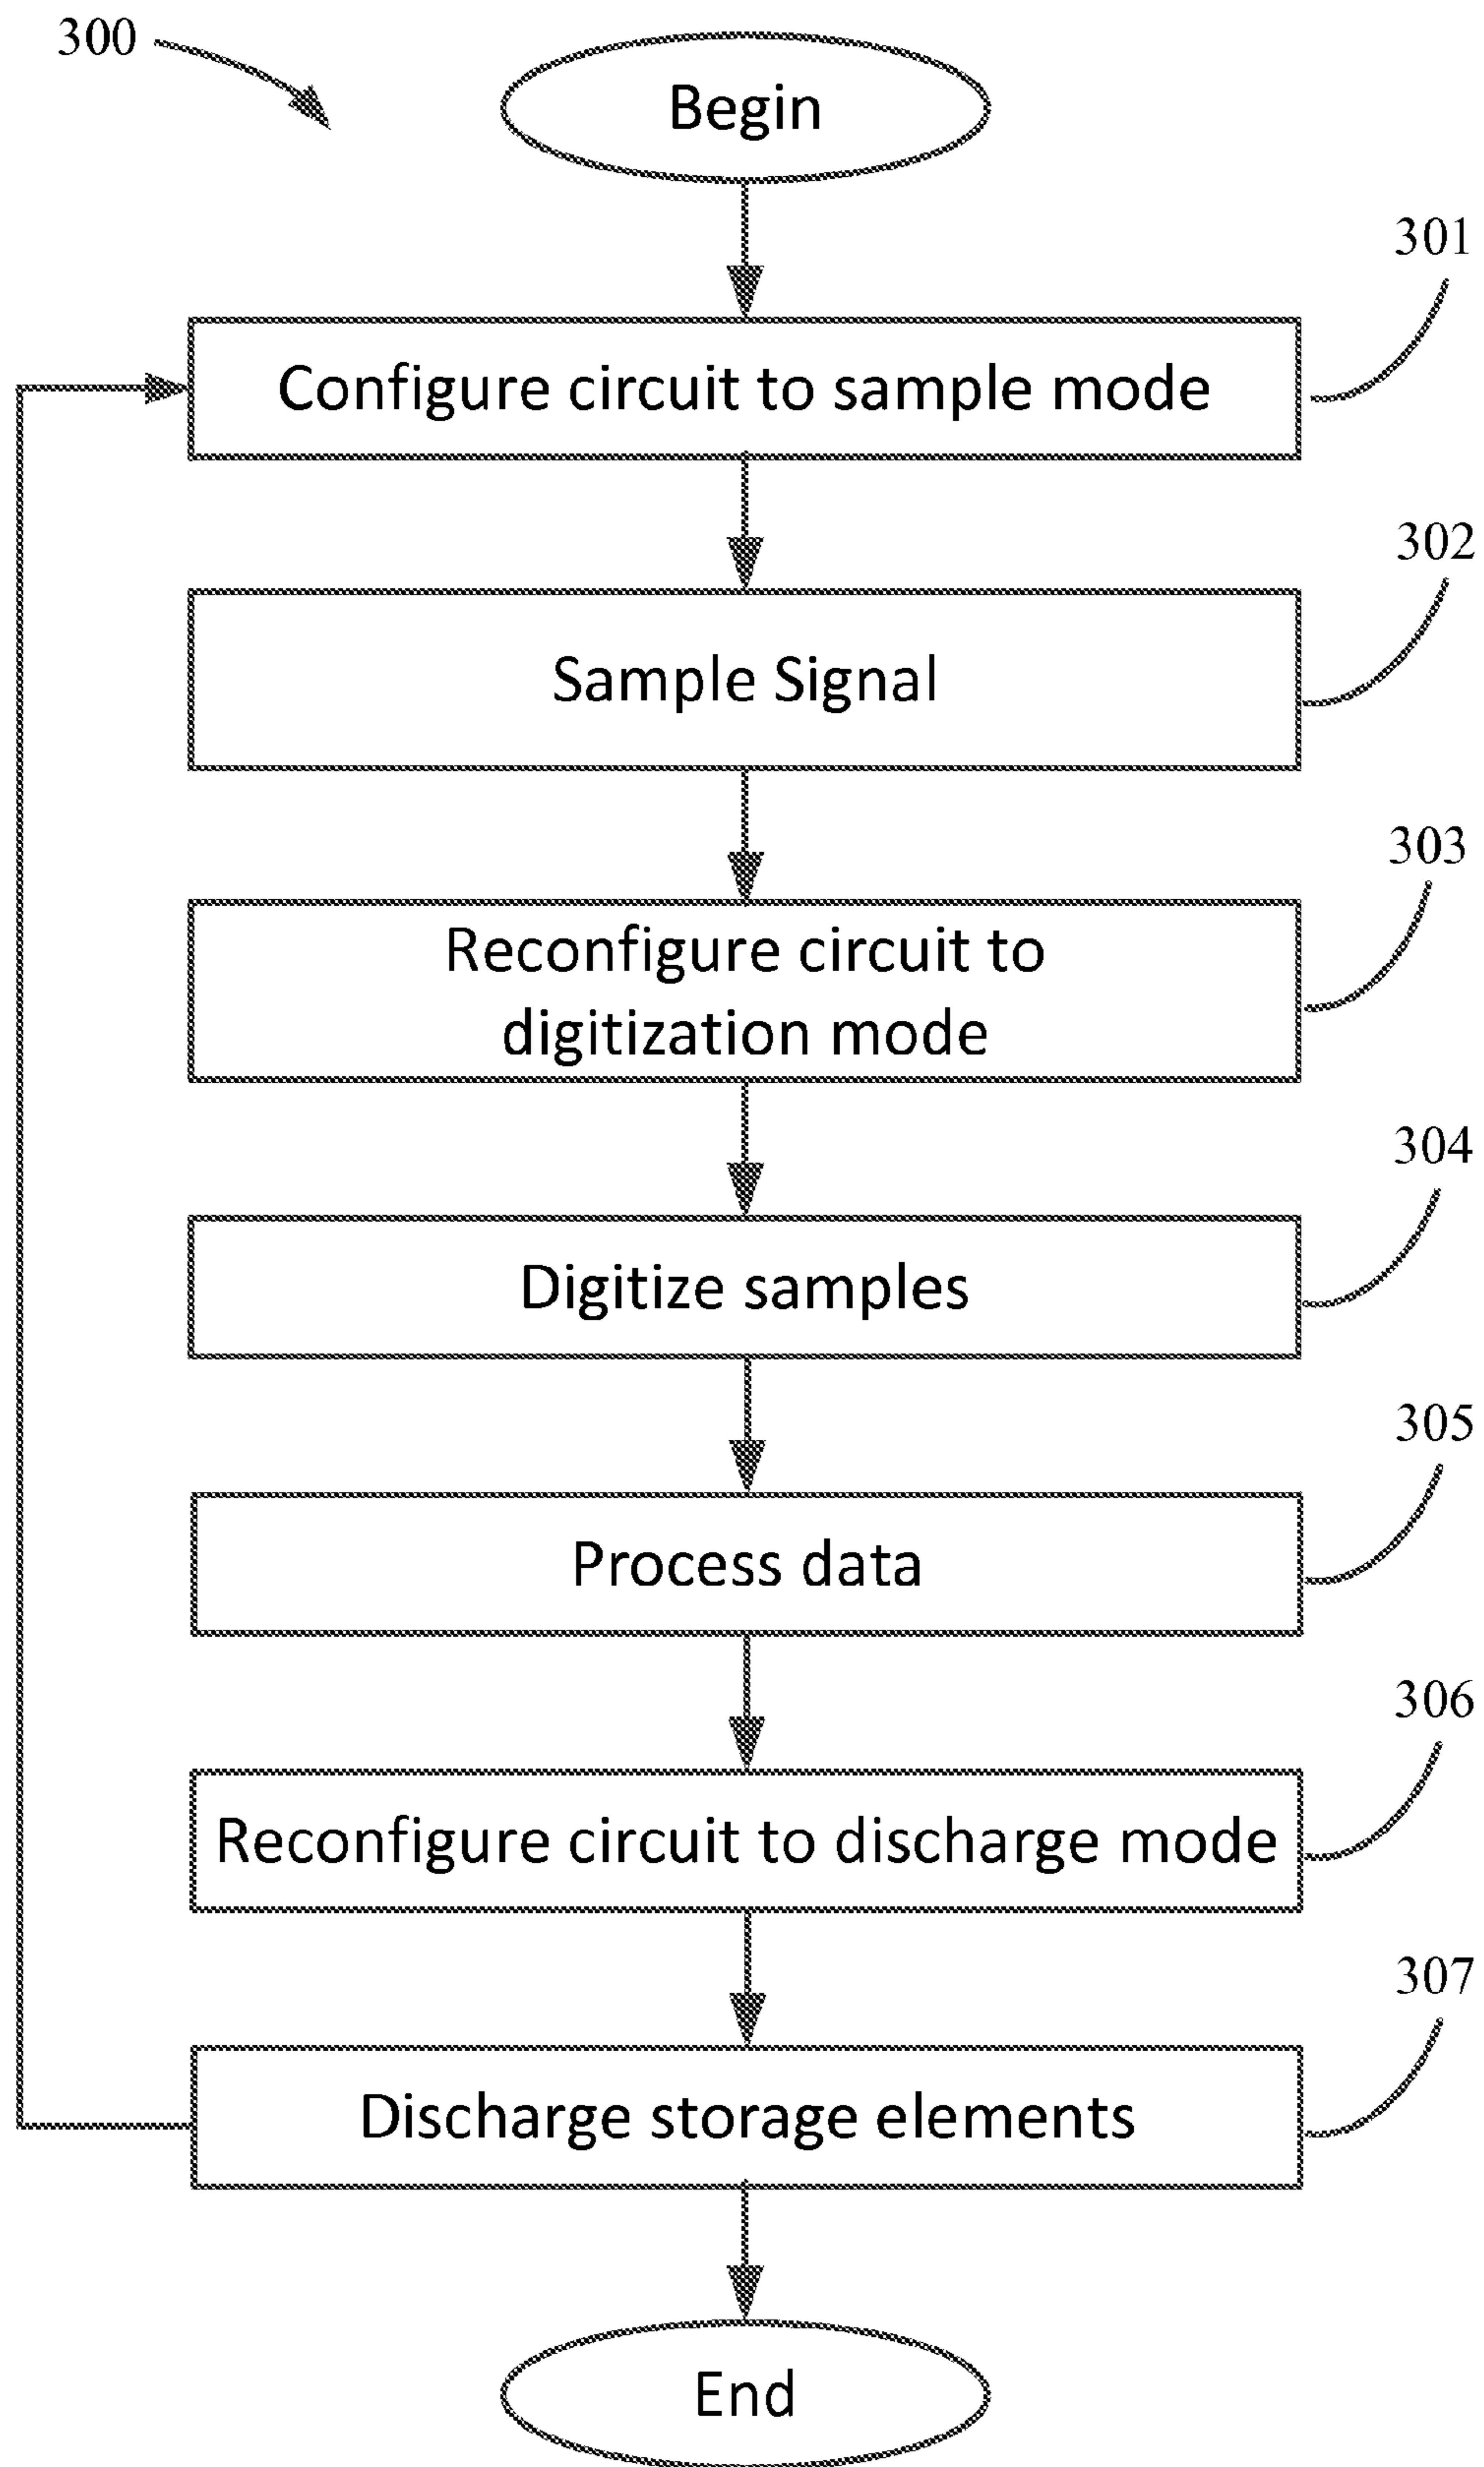 300
Begin
301
Configure circuit to sample mode
302
Sample Signal
303
Reconfigure circuit to
digitization mode
304
Digitize samples
305
Process data
306
Reconfigure circuit to discharge mode
307
Discharge storage elements
End